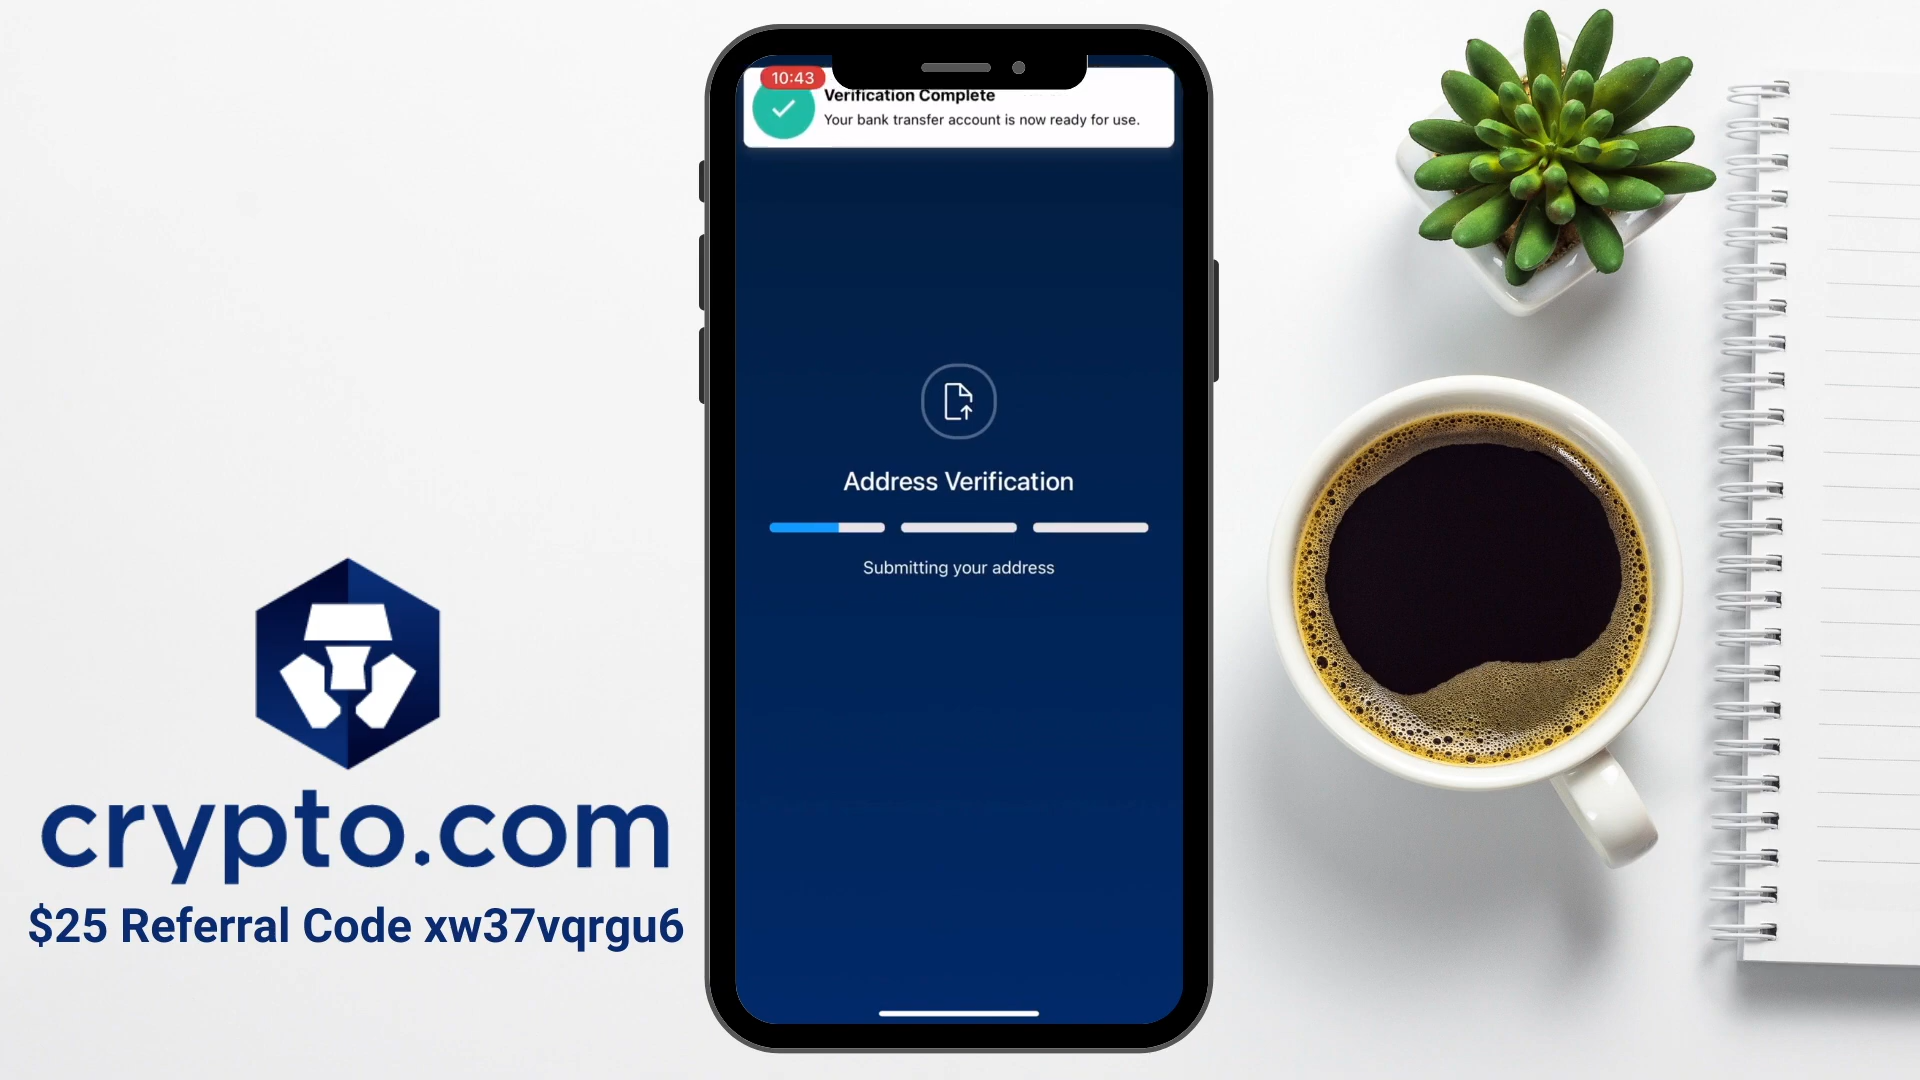 10:43
Verification Complete
Your bank transfer account is now ready for use.
Address Verification
Submitting your address
crypto.com
$25 Referral Code xw37vqrgu6